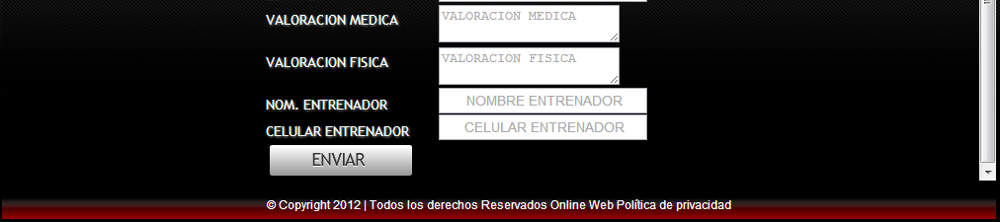 VALORACION MEDICA VALORACION MEDICA
VALORACION FISICA VALORACION FISICA
NOM. ENTRENADOR NOMBRE ENTRENADOR
CELULAR ENTRENADOR CELULAR ENTRENADOR
ENVIAR
© Copyright 2012 | Todos los derechos Reservados Online Web Política de privacidad